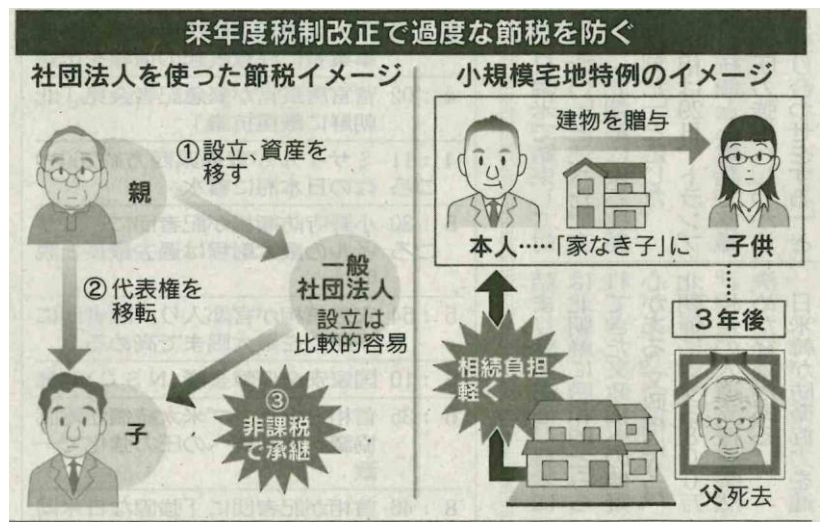 来年度税制改正で過度な節税を防ぐ
社団法人を使った節税イメージ
親
①設立、資産を
移す
②代表権を
移転
一般
社団法人
設立は
比較的容易
子
③
非課税
で承継
小規模宅地特例のイメージ
建物を贈与
本人……「家なき子」に
子供
3年後
相続負担
軽く
父死去